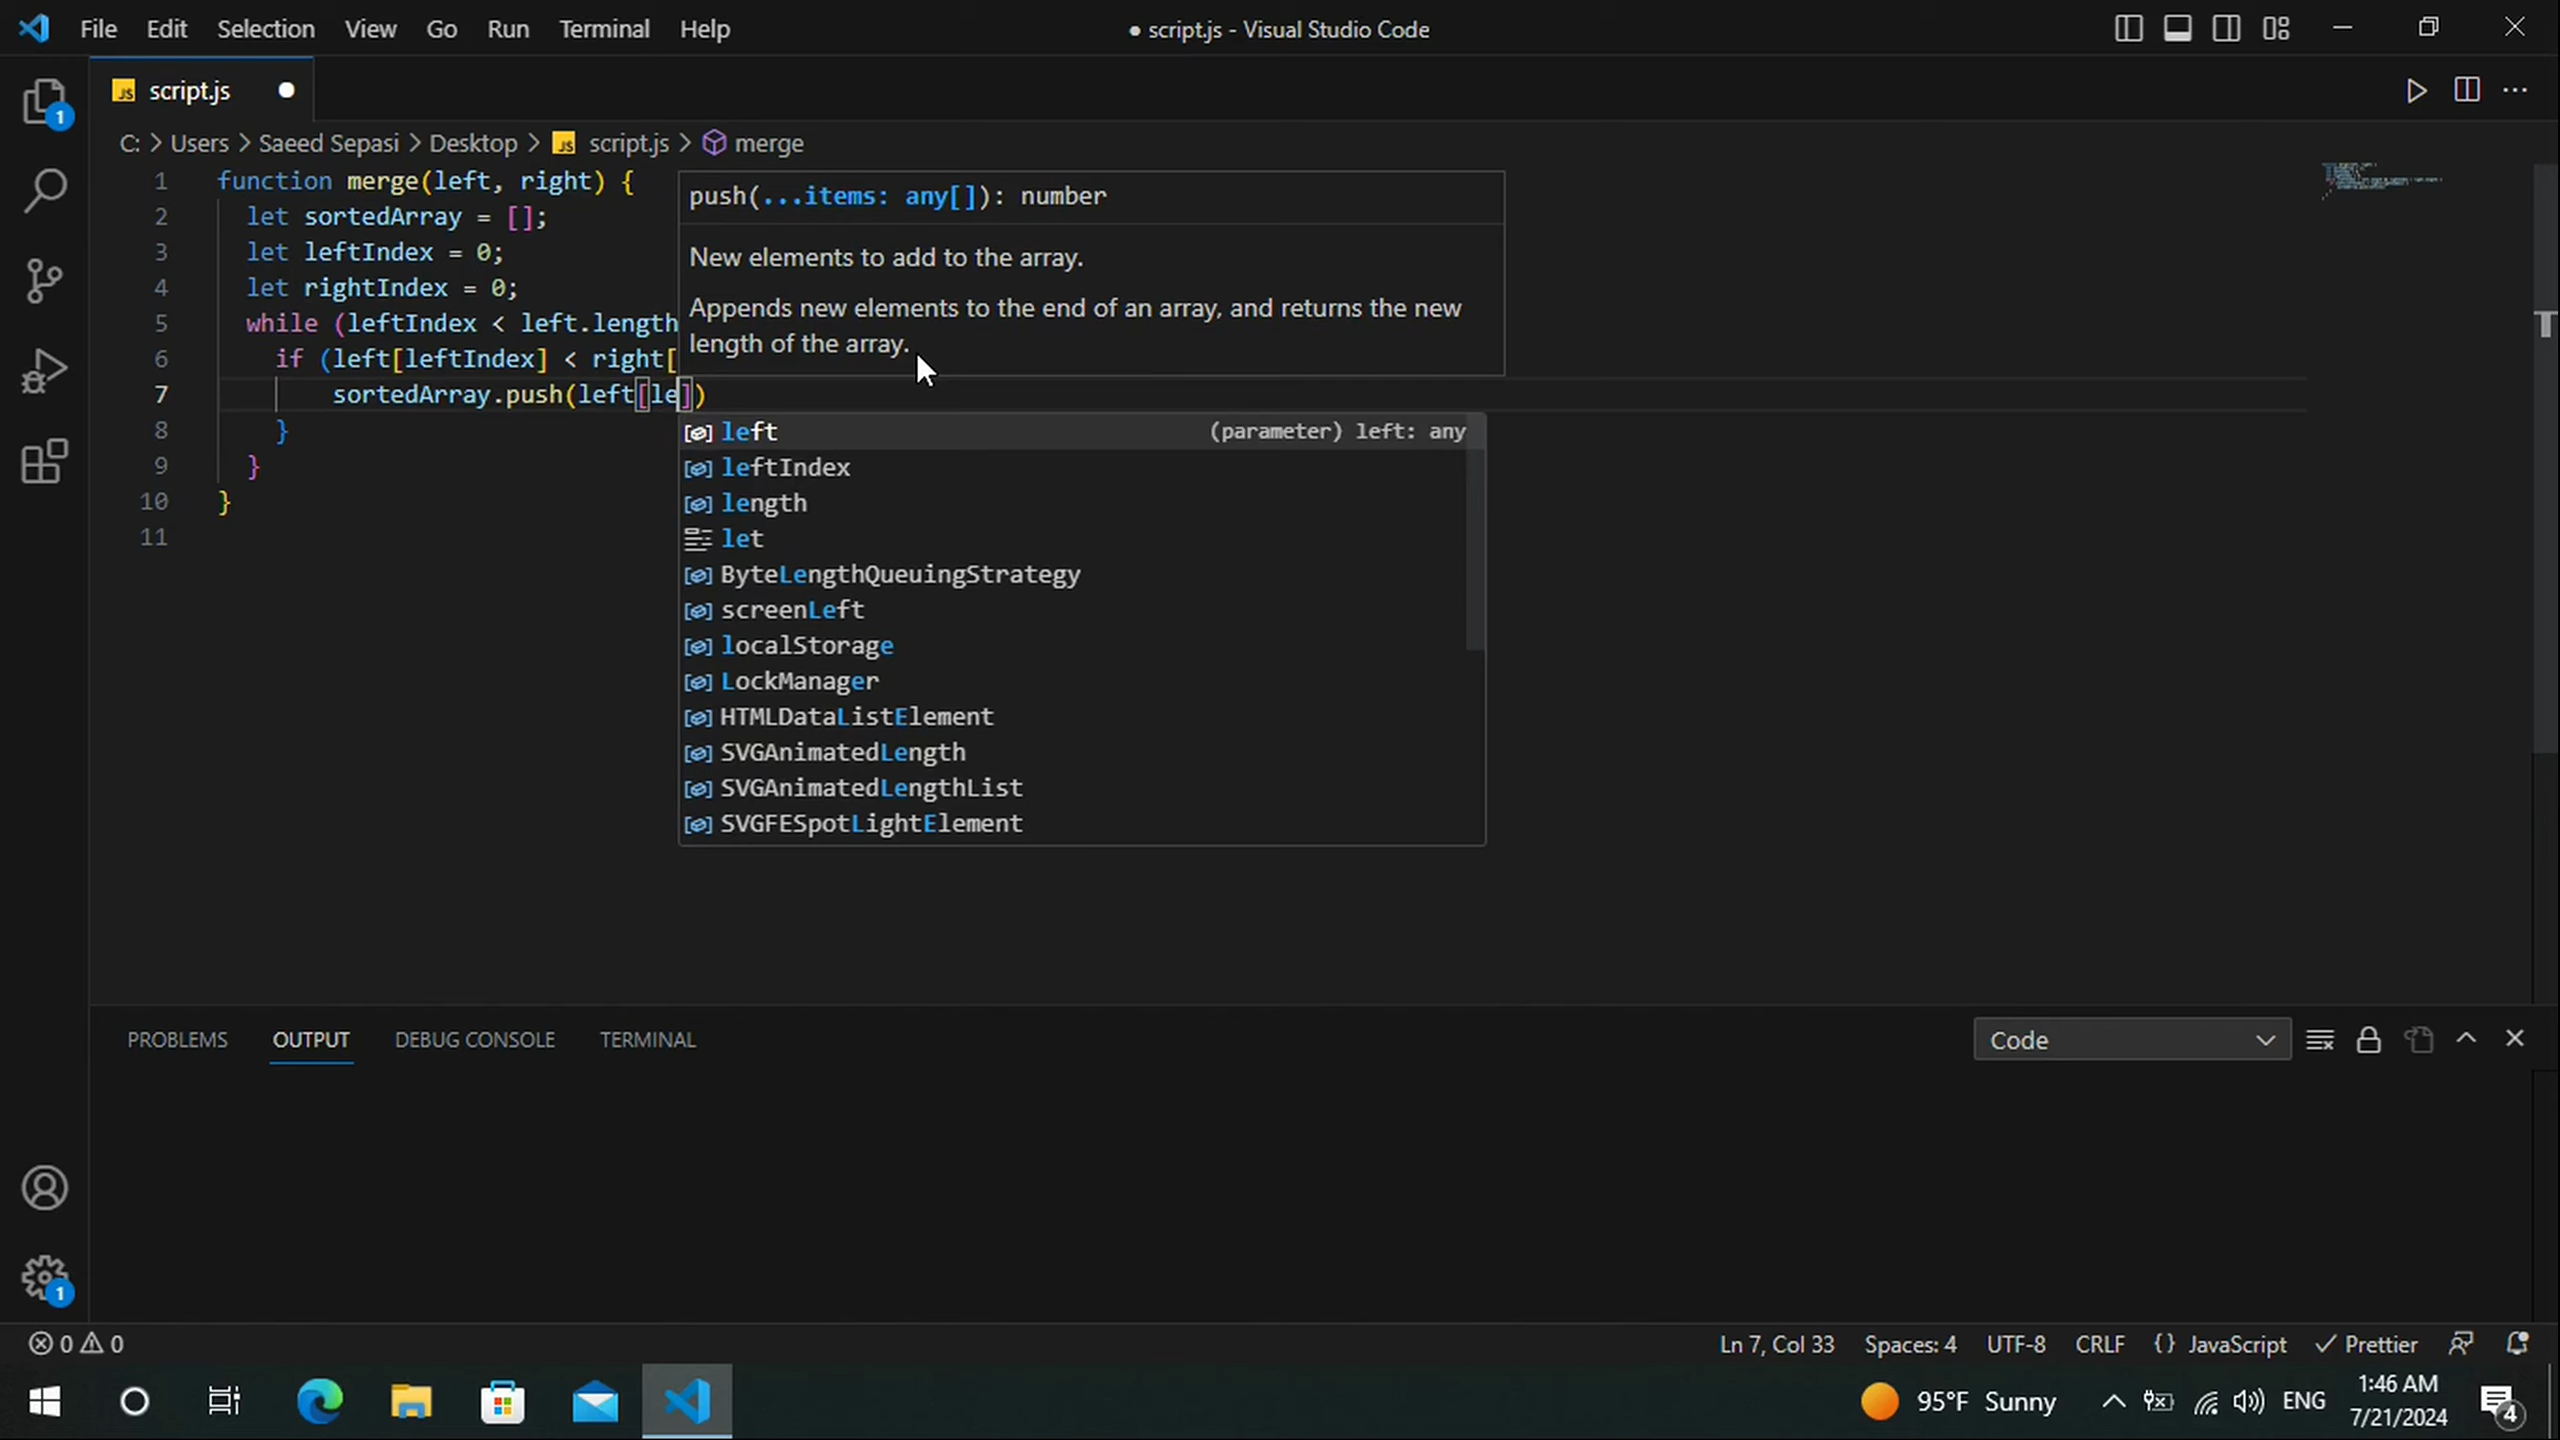 File Edit Selection View Go Run Terminal Help
● script.js - Visual Studio Code
JS script.js ●
1
C: > Users > Saeed Sepasi > Desktop > JS script.js > merge
1 function merge(left, right) {
2 let sortedArray = [];
3 let leftIndex = 0;
4 let rightIndex = 0;
5 while (leftIndex < left.length
6 if (left[leftIndex] < right[
7 sortedArray.push(left[le])
8 }
9 }
10 }
11
push(...items: any[]): number
New elements to add to the array.
Appends new elements to the end of an array, and returns the new
length of the array.
left (parameter) left: any
leftIndex
length
let
ByteLengthQueuingStrategy
screenLeft
localStorage
LockManager
HTMLDataListElement
SVGAnimatedLength
SVGAnimatedLengthList
SVGFESpotLightElement
PROBLEMS OUTPUT DEBUG CONSOLE TERMINAL
Code
1
0 0
Ln 7, Col 33 Spaces: 4 UTF-8 CRLF {} JavaScript Prettier
95°F Sunny
ENG
1:46 AM
7/21/2024
4